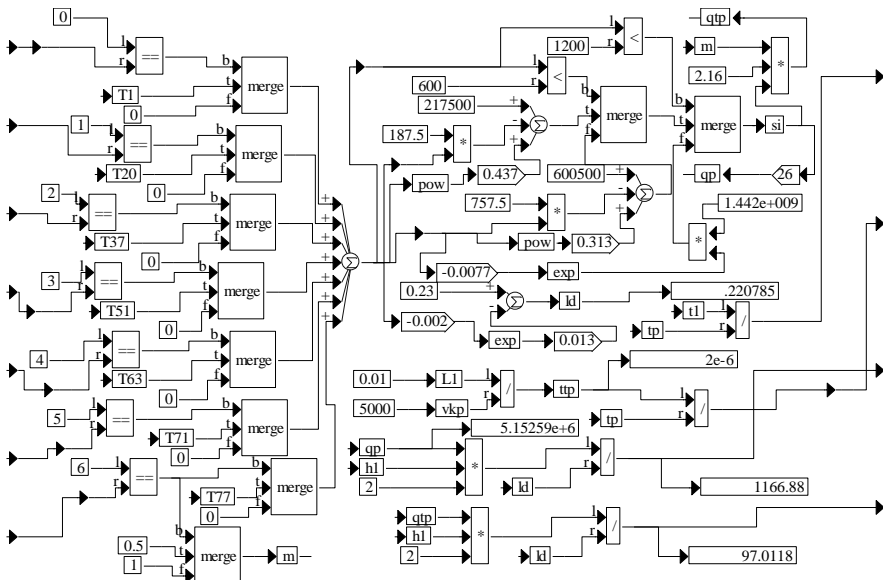 0
l
r
==
b
t
f
merge
T1
0
1
l
r
==
b
t
f
merge
T20
0
2
l
r
==
b
t
f
merge
T37
0
3
l
r
==
b
t
f
merge
T51
0
4
l
r
==
b
t
f
merge
T63
0
5
l
r
==
b
t
f
merge
T71
0
6
l
r
==
b
t
f
merge
T77
0
0.5
1
b
t
f
merge
m
+
+
+
+
+
+
+
Σ
l
r
<
1200
l
r
<
600
217500
+
-
+
Σ
187.5
*
pow
0.437
b
t
f
merge
b
t
f
merge
si
qtp
m
2.16
*
qp
26
600500
+
-
+
Σ
757.5
*
pow
0.313
1.442e+009
*
-0.0077
exp
0.23
+
-
Σ
ld
.220785
-0.002
exp
0.013
t1
tp
l
r
/
2e-6
0.01
L1
5000
vkp
l
r
/
ttp
tp
l
r
/
5.15259e+6
qp
h1
2
*
ld
l
r
/
1166.88
qtp
h1
2
*
ld
l
r
/
97.0118